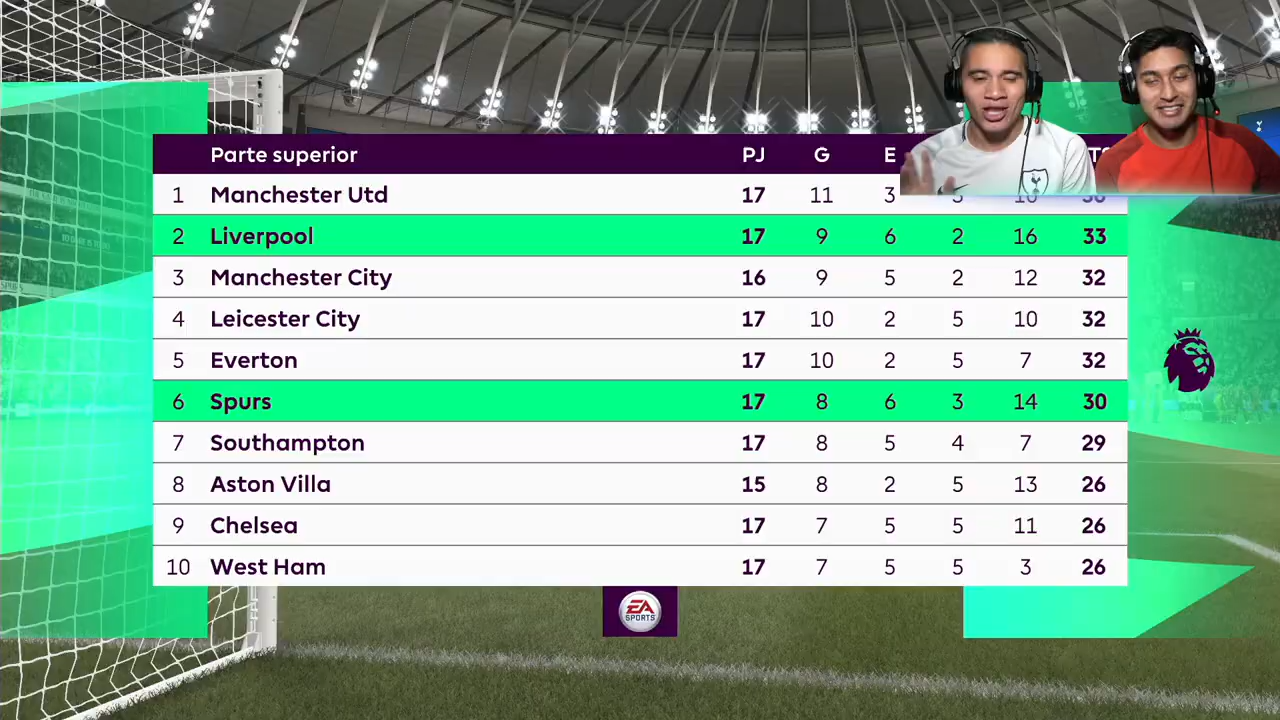 Parte superior PJ G E
1 Manchester Utd 17 11 3
2 Liverpool 17 9 6 2 16 33
3 Manchester City 16 9 5 2 12 32
4 Leicester City 17 10 2 5 10 32
5 Everton 17 10 2 5 7 32
6 Spurs 17 8 6 3 14 30
7 Southampton 17 8 5 4 7 29
8 Aston Villa 15 8 2 5 13 26
9 Chelsea 17 7 5 5 11 26
10 West Ham 17 7 5 5 3 26
EA
SPORTS